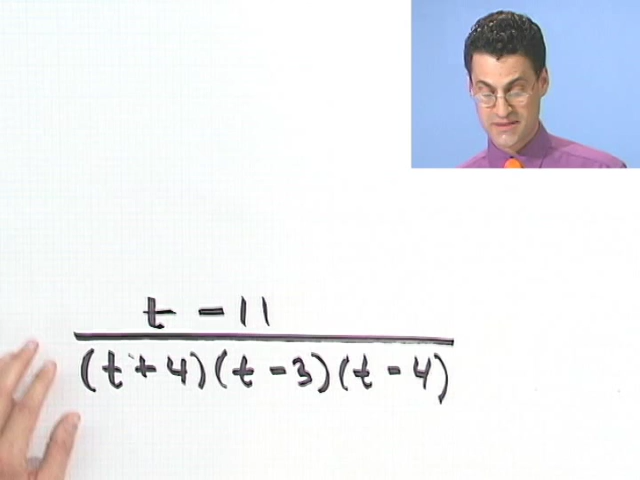 t - 11
(t + 4)(t - 3)(t - 4)